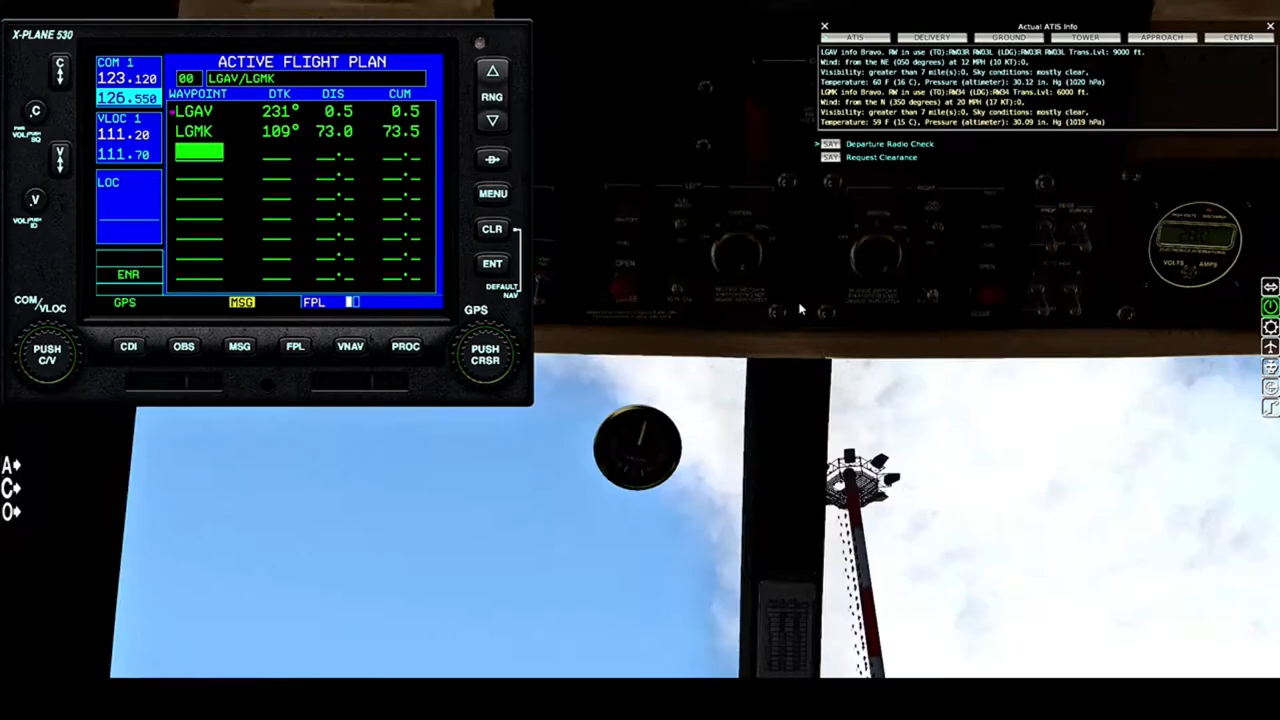 X-PLANE 530
COM 1
123.120
126.550
VLOC 1
111.20
111.70
LOC
ENR
GPS
ACTIVE FLIGHT PLAN
00 LGAV/LGMK
WAYPOINT DTK DIS CUM
LGAV 231° 0.5 0.5
LGMK 109° 73.0 73.5
MSG
FPL
C
C
V
V
COM/VLOC
PUSH
C/V
RNG
D
MENU
CLR
ENT
DEFAULT
NAV
GPS
PUSH
CRSR
CDI OBS MSG FPL VNAV PROC
Actual ATIS Info
ATIS DELIVERY GROUND TOWER APPROACH CENTER
LGAV info Bravo. RW in use (TO):RW03R RW03L (LDG):RW03R RW03L Trans.Lvl: 9000 ft.
Wind: from the NE (050 degrees) at 12 MPH (10 KT):0,
Visibility: greater than 7 mile(s):0, Sky conditions: mostly clear,
Temperature: 60 F (16 C), Pressure (altimeter): 30.12 in. Hg (1020 hPa)
LGMK info Bravo. RW in use (TO):RW34 (LDG):RW34 Trans.Lvl: 6000 ft.
Wind: from the N (350 degrees) at 20 MPH (17 KT):0,
Visibility: greater than 7 mile(s):0, Sky conditions: mostly clear,
Temperature: 59 F (15 C), Pressure (altimeter): 30.09 in. Hg (1019 hPa)
> SAY Departure Radio Check
SAY Request Clearance
LEFT
RIGHT
OPEN
VOLTS AMPS
A
C
O